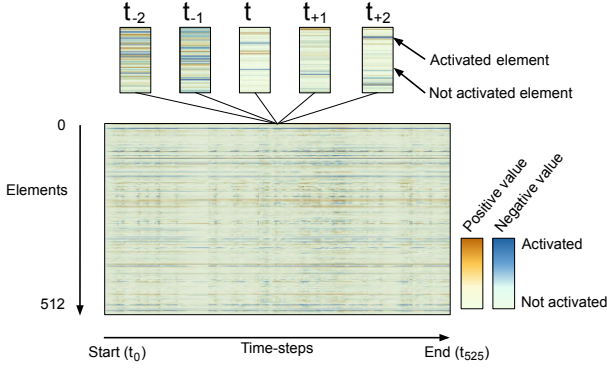 t-2 t-1 t t+1 t+2
Activated element
Not activated element
0
Elements
512
Positive value
Negative value
Activated
Not activated
Start (t0)
Time-steps
End (t525)